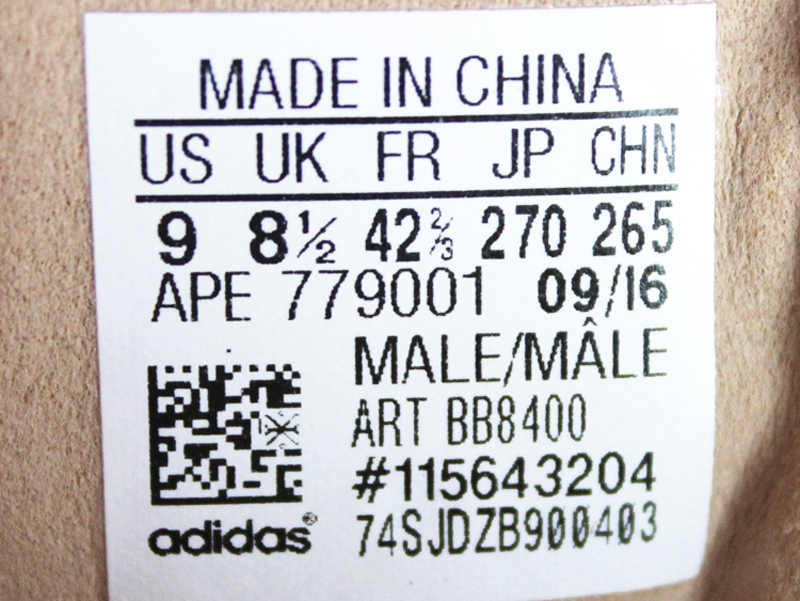 MADE IN CHINA
US UK FR JP CHN
9 8½ 42⅔ 270 265
APE 779001 09/16
MALE/MÂLE
ART BB8400
#115643204
74SJDZB900403
adidas®